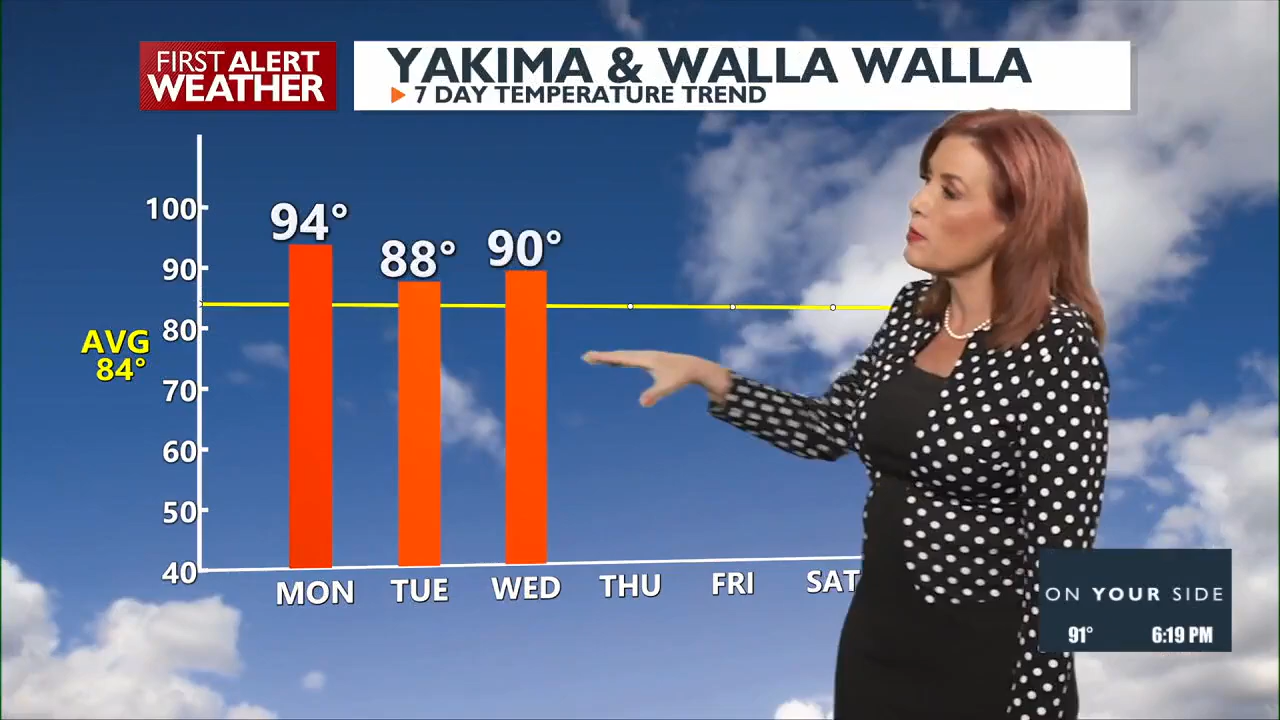 FIRST ALERT
WEATHER
YAKIMA & WALLA WALLA
7 DAY TEMPERATURE TREND
100
90
80
70
60
50
40
AVG
84°
94°
88°
90°
MON TUE WED THU FRI SAT
ON YOUR SIDE
91° 6:19 PM